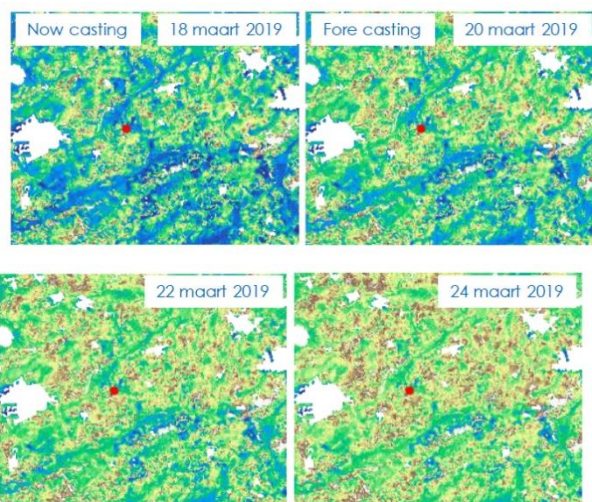 Now casting
18 maart 2019
Fore casting
20 maart 2019
22 maart 2019
24 maart 2019